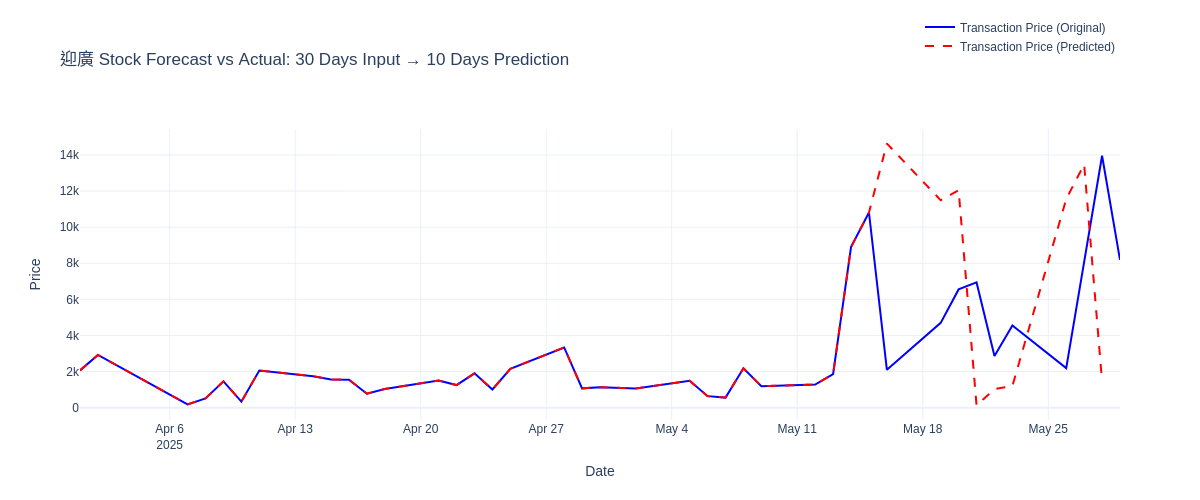 Transaction Price (Original)
Transaction Price (Predicted)
迎廣 Stock Forecast vs Actual: 30 Days Input → 10 Days Prediction
Price
14k
12k
10k
8k
6k
4k
2k
0
Apr 6
2025
Apr 13
Apr 20
Apr 27
May 4
May 11
May 18
May 25
Date